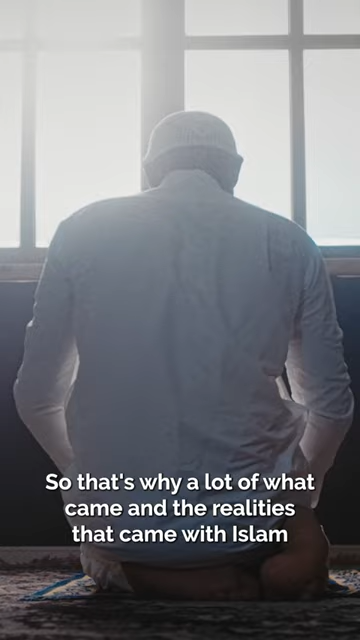 So that's why a lot of what
came and the realities
that came with Islam